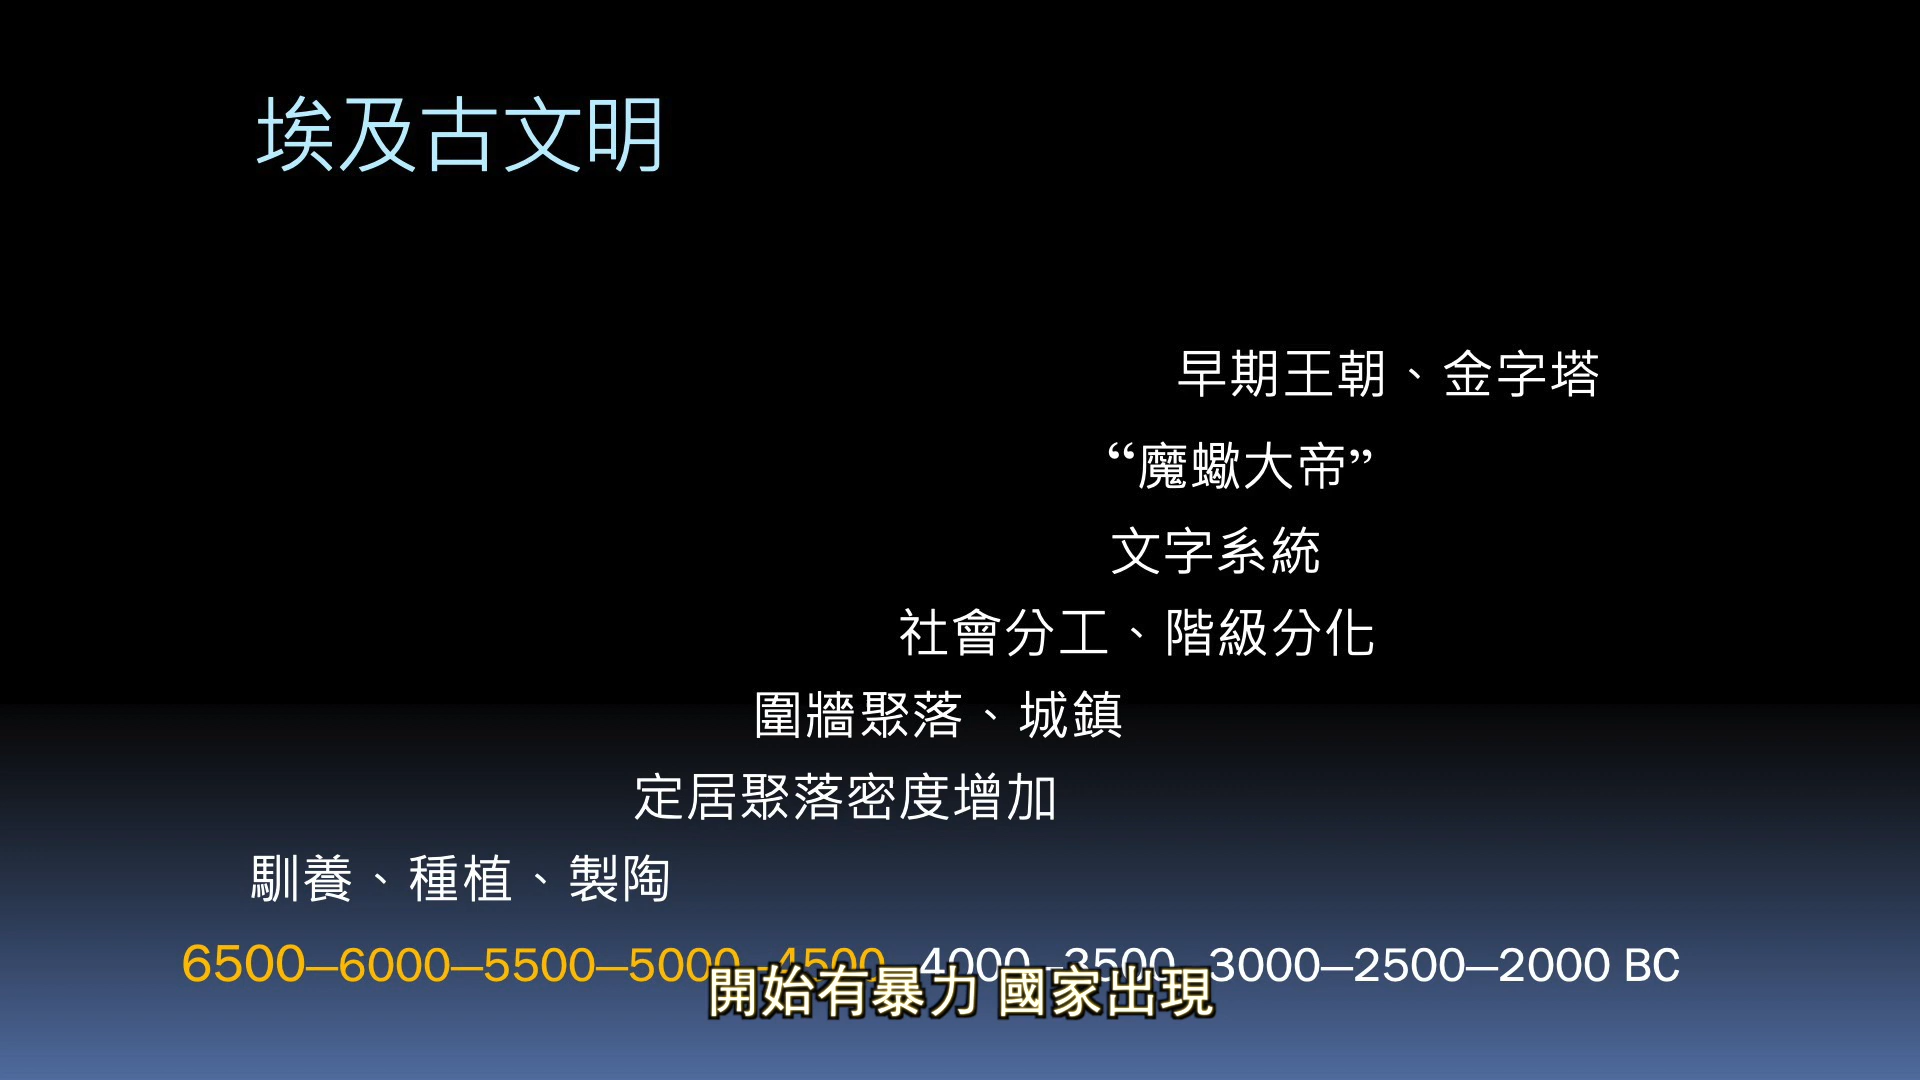 埃及古文明
早期王朝、金字塔
“魔蠍大帝”
文字系統
社會分工、階級分化
圍牆聚落、城鎮
定居聚落密度增加
馴養、種植、製陶
6500—6000—5500—5000—4500—4000—3500—3000—2500—2000 BC
開始有暴力 國家出現